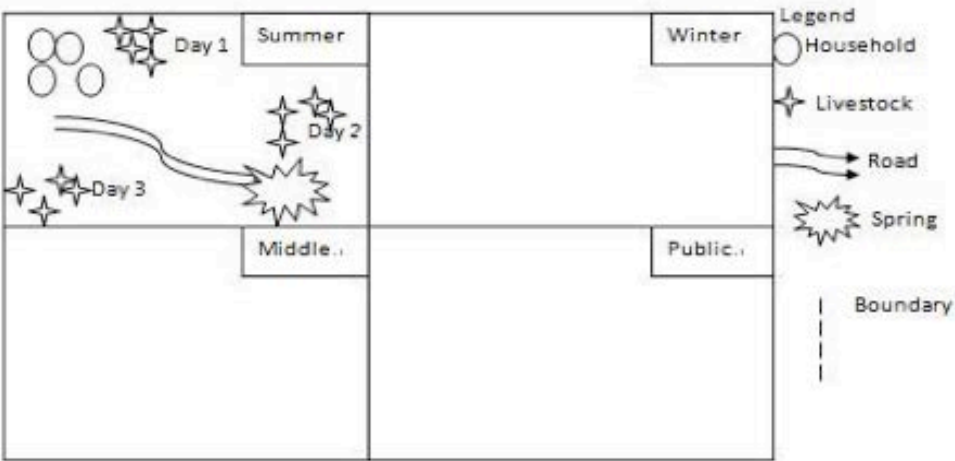 Legend
Summer
Winter
Day 1
Household
Livestock
Day 2
Road
Day 3
Spring
Middle..
Public..
Boundary